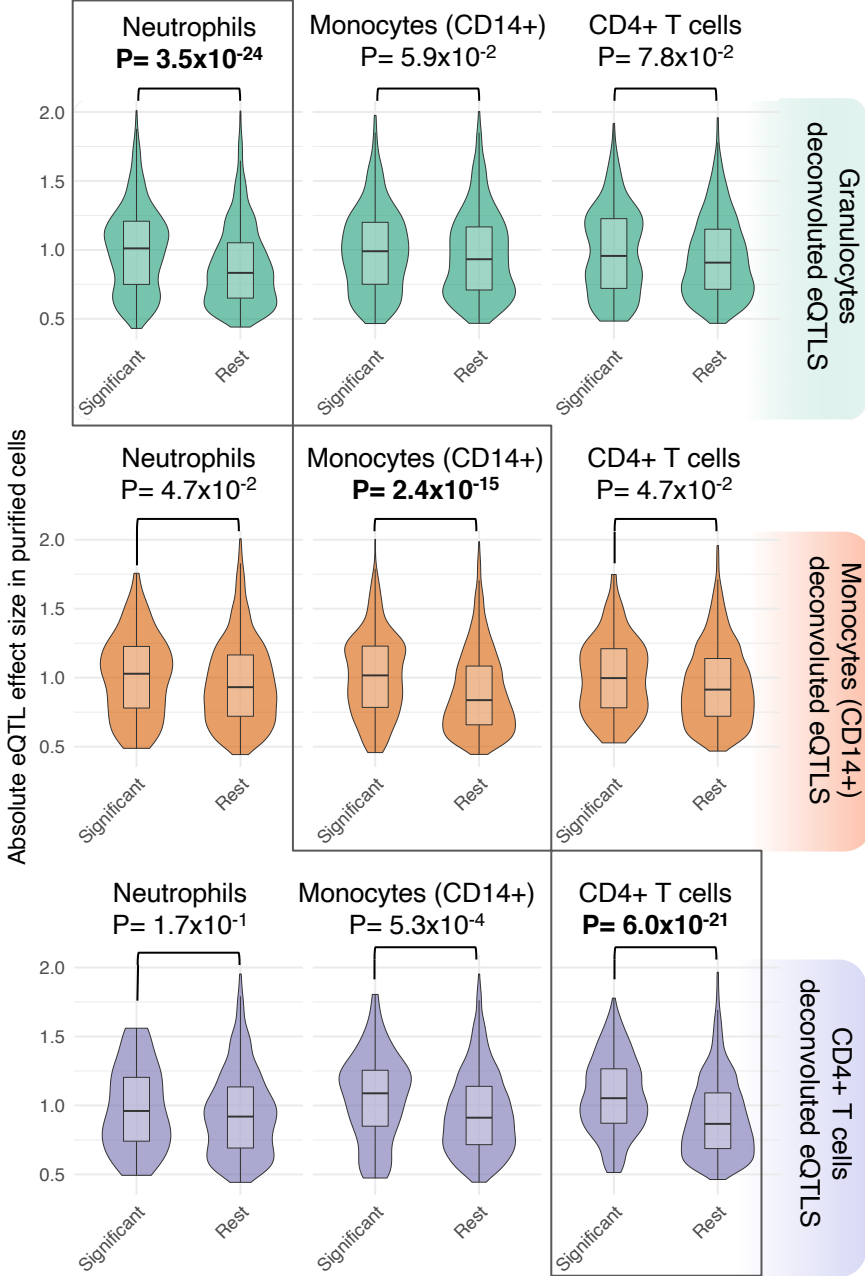 Absolute eQTL effect size in purified cells
Neutrophils
P= 3.5x10-24
Monocytes (CD14+)
P= 5.9x10-2
CD4+ T cells
P= 7.8x10-2
2.0
1.5
1.0
0.5
Significant
Rest
Significant
Rest
Significant
Rest
Granulocytes
deconvoluted eQTLS
Neutrophils
P= 4.7x10-2
Monocytes (CD14+)
P= 2.4x10-15
CD4+ T cells
P= 4.7x10-2
2.0
1.5
1.0
0.5
Significant
Rest
Significant
Rest
Significant
Rest
Monocytes (CD14+)
deconvoluted eQTLS
Neutrophils
P= 1.7x10-1
Monocytes (CD14+)
P= 5.3x10-4
CD4+ T cells
P= 6.0x10-21
2.0
1.5
1.0
0.5
Significant
Rest
Significant
Rest
Significant
Rest
CD4+ T cells
deconvoluted eQTLS